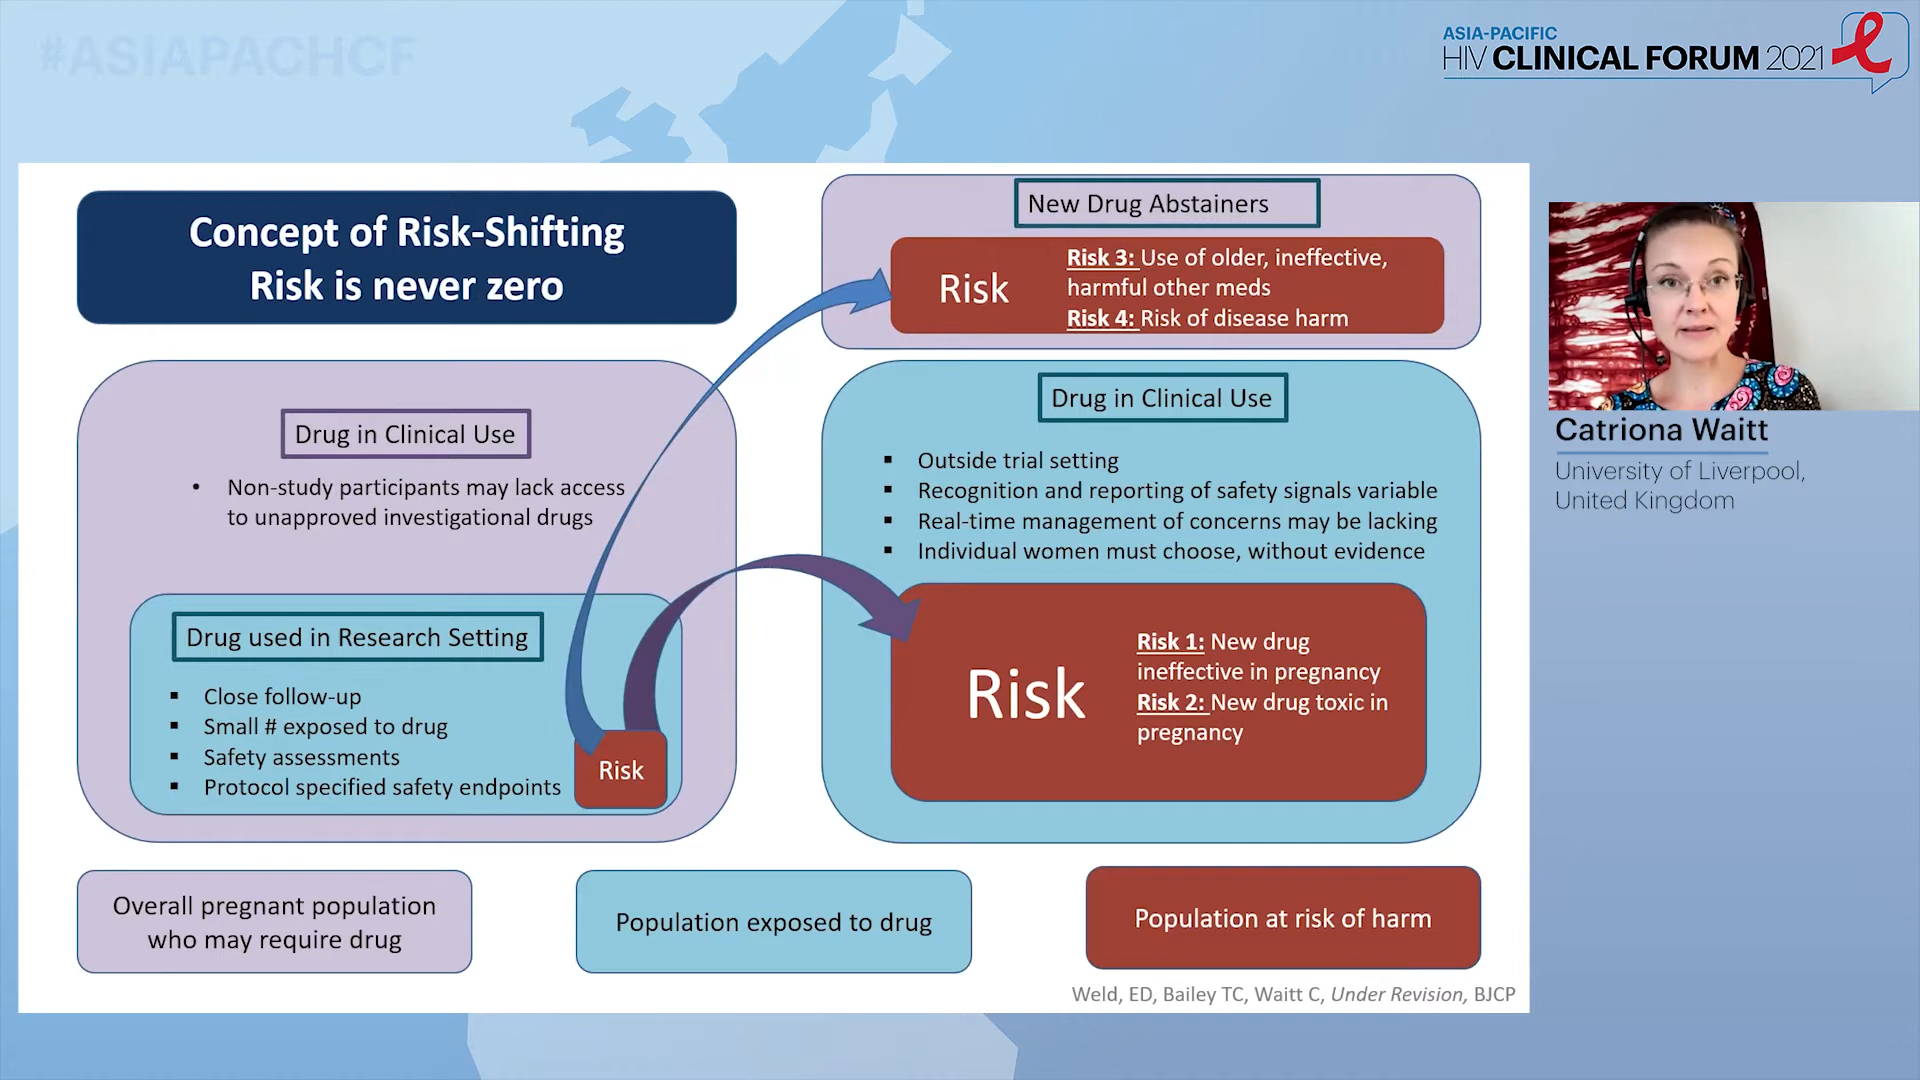 #ASIAPACHCF
ASIA-PACIFIC
HIV CLINICAL FORUM 2021
Concept of Risk-Shifting
Risk is never zero
New Drug Abstainers
Risk
Risk 3: Use of older, ineffective,
harmful other meds
Risk 4: Risk of disease harm
Drug in Clinical Use
• Non-study participants may lack access
to unapproved investigational drugs
Drug used in Research Setting
▪ Close follow-up
▪ Small # exposed to drug
▪ Safety assessments
▪ Protocol specified safety endpoints
Risk
Drug in Clinical Use
▪ Outside trial setting
▪ Recognition and reporting of safety signals variable
▪ Real-time management of concerns may be lacking
▪ Individual women must choose, without evidence
Risk
Risk 1: New drug
ineffective in pregnancy
Risk 2: New drug toxic in
pregnancy
Overall pregnant population
who may require drug
Population exposed to drug
Population at risk of harm
Weld, ED, Bailey TC, Waitt C, Under Revision, BJCP
Catriona Waitt
University of Liverpool,
United Kingdom